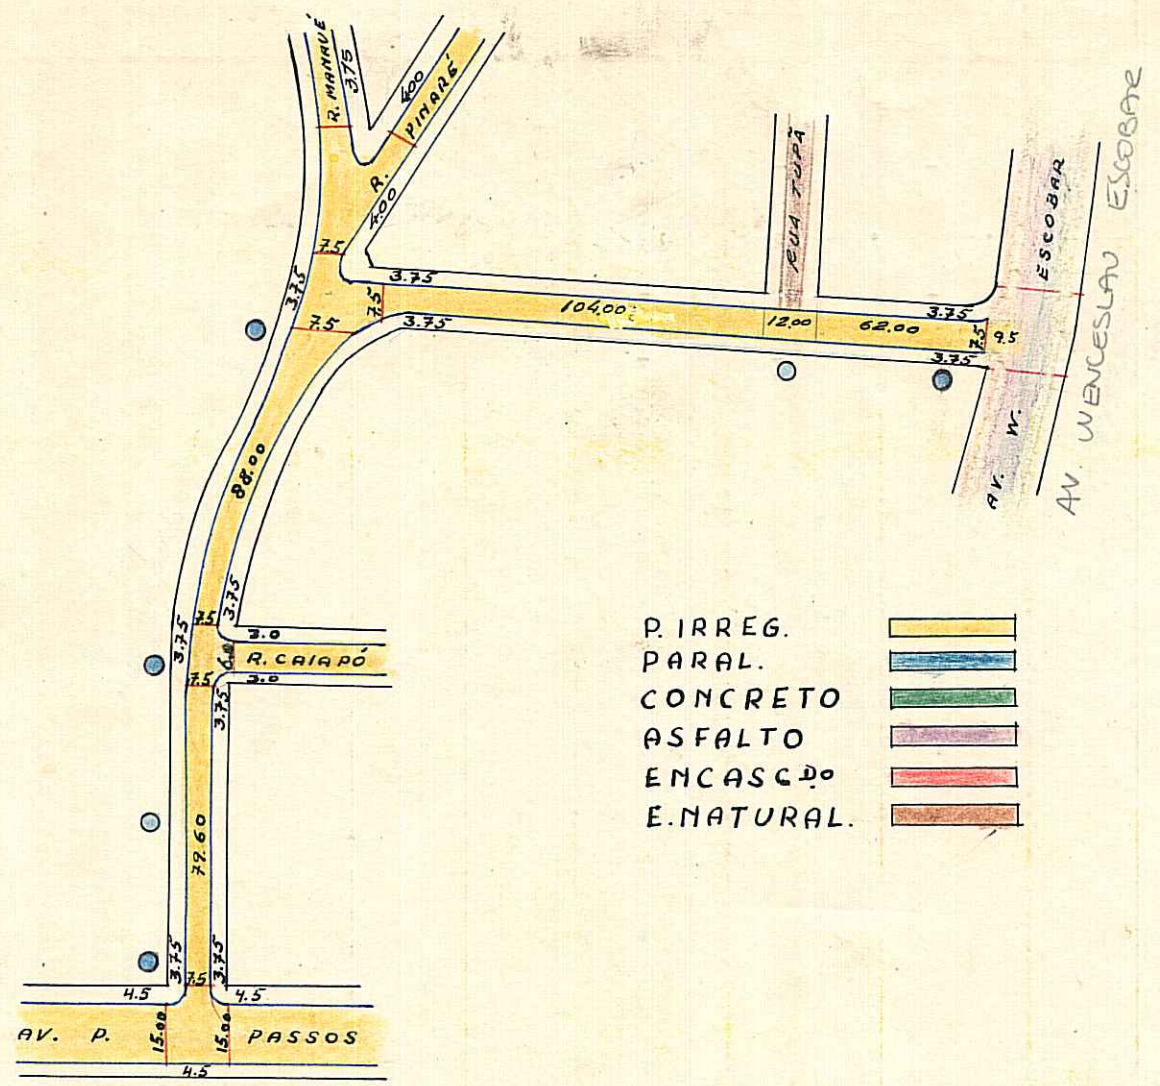 R. MANAUÉ
3.75
400
R. PINARÉ
400
7.5
3.75
3.75
7.5
7.5
3.75
104.00
RUA TUPÃ
12.00
62.00
3.75
7.5
9.5
3.75
AV. W. ESCOBAR
AV. WENCESLAU ESCOBAR
88.00
3.75
7.5
3.75
3.0
6.0
R. CAIAPÓ
3.0
7.5
3.75
79.60
3.75
7.5
3.75
4.5
4.5
15.00
15.00
AV. P. PASSOS
4.5
P. IRREG.
PARAL.
CONCRETO
ASFALTO
ENCASCDO
E. NATURAL.